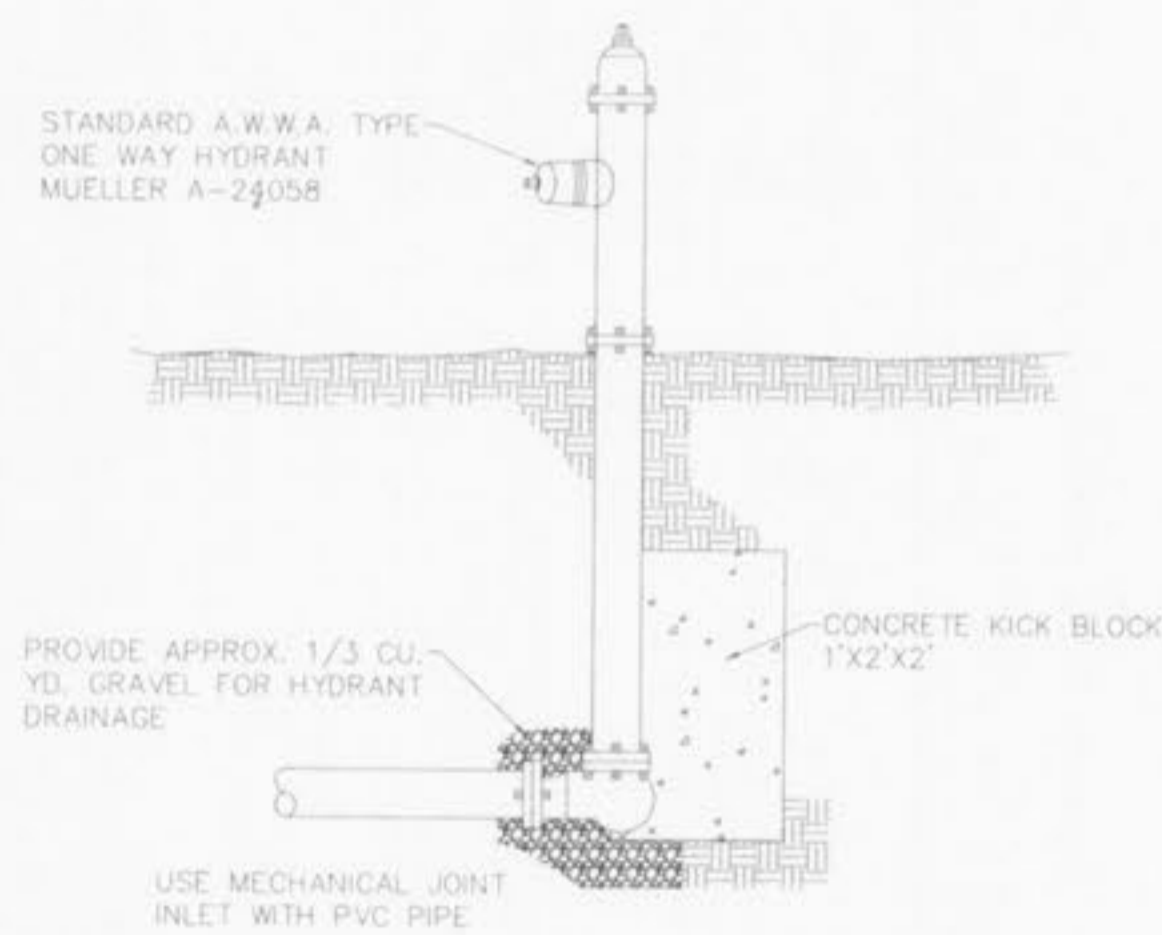 STANDARD A.W.W.A. TYPE
ONE WAY HYDRANT
MUELLER
PROVIDE APPROX. 1/3 CU.
YD. GRAVEL FOR HYDRANT
DRAINAGE
CONCRETE KICK BLOCK
1'X2'X2'
USE MECHANICAL JOINT
INLET WITH PVC PIPE